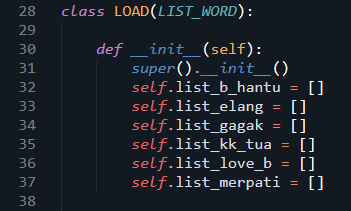 28 class LOAD(LIST_WORD):
29
30     def __init__(self):
31         super().__init__()
32         self.list_b_hantu = []
33         self.list_elang = []
34         self.list_gagak = []
35         self.list_kk_tua = []
36         self.list_love_b = []
37         self.list_merpati = []
38